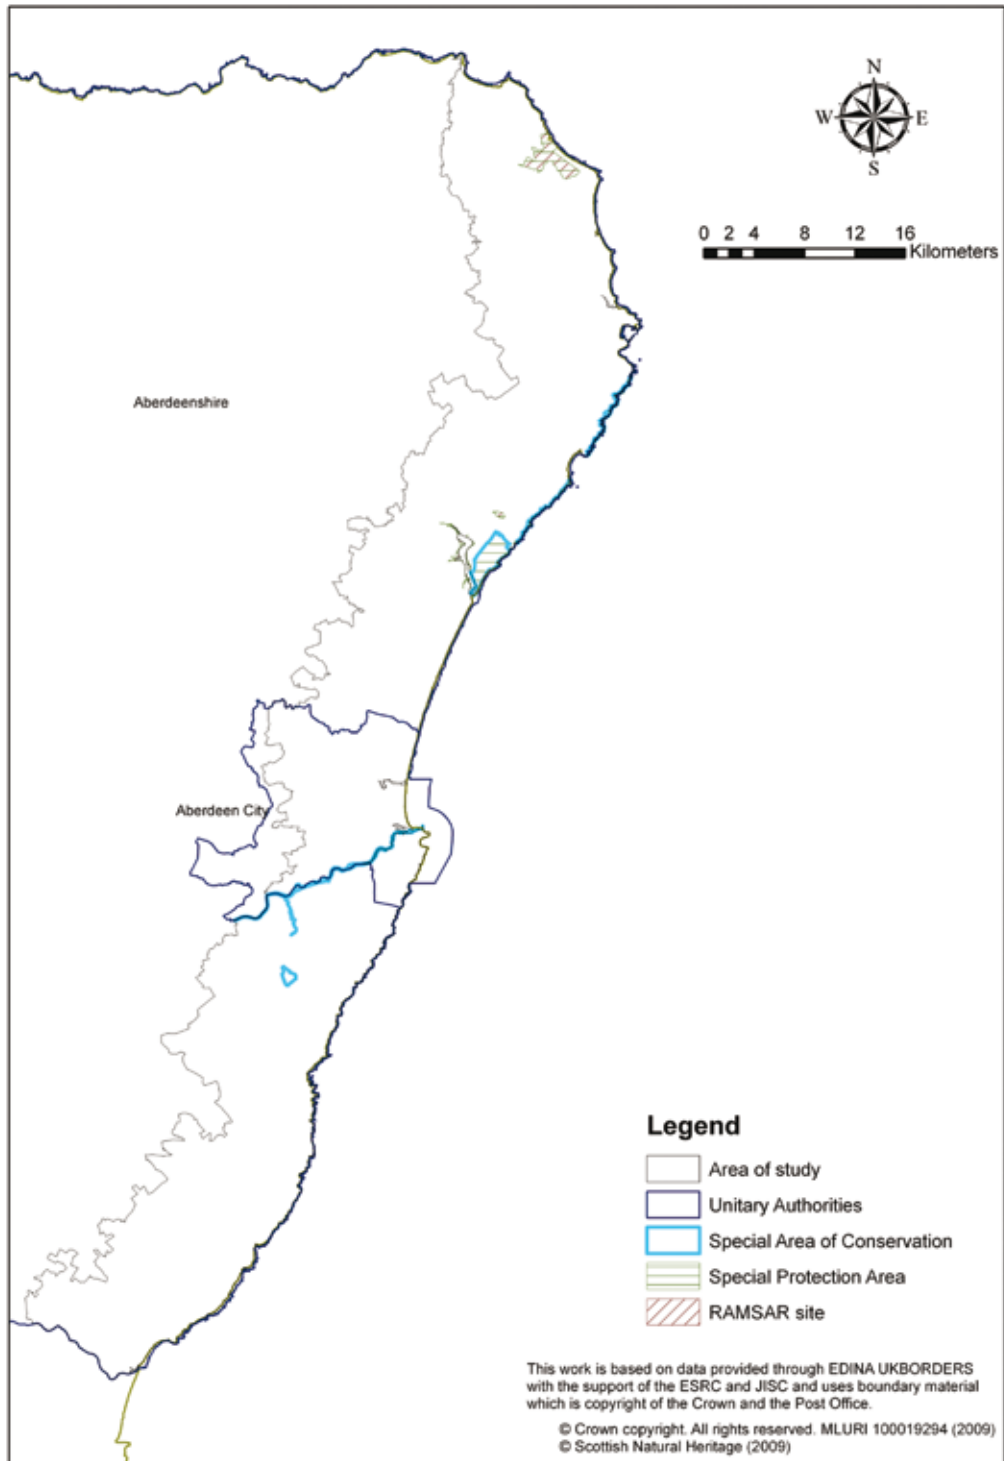 N
W E
S
0 2 4 8 12 16
Kilometers
Aberdeenshire
Aberdeen City
Legend
Area of study
Unitary Authorities
Special Area of Conservation
Special Protection Area
RAMSAR site
This work is based on data provided through EDINA UKBORDERS
with the support of the ESRC and JISC and uses boundary material
which is copyright of the Crown and the Post Office.
© Crown copyright. All rights reserved. MLURI 100019294 (2009)
© Scottish Natural Heritage (2009)